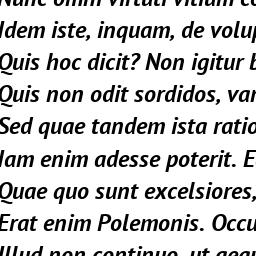 Nunc omni virtuti vitium co
Idem iste, inquam, de volup
Quis hoc dicit? Non igitur b
Quis non odit sordidos, var
Sed quae tandem ista ratio
Iam enim adesse poterit. E
Quae quo sunt excelsiores,
Erat enim Polemonis. Occu
Illud non continuo, ut aequ